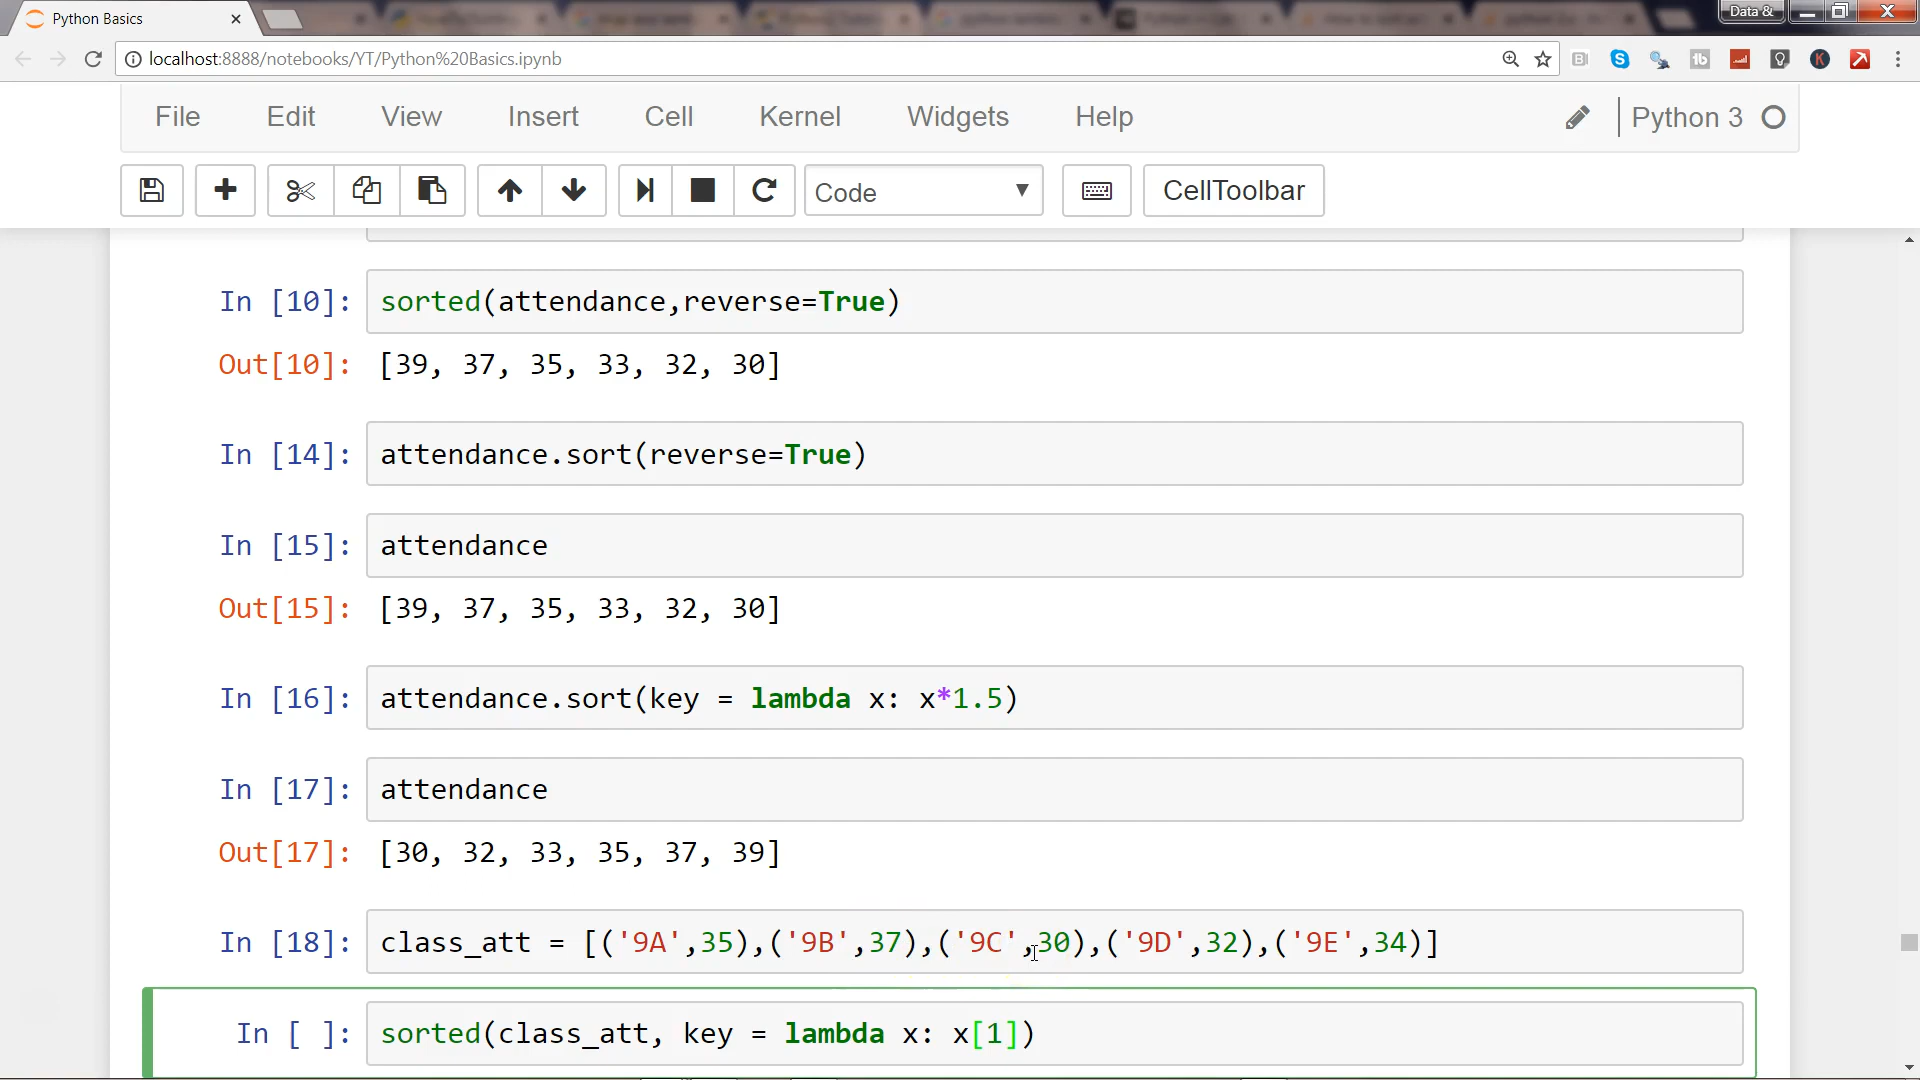 Python Basics
Data &
localhost:8888/notebooks/YT/Python%20Basics.ipynb
File Edit View Insert Cell Kernel Widgets Help Python 3
Code CellToolbar
In [10]: sorted(attendance,reverse=True)
Out[10]: [39, 37, 35, 33, 32, 30]
In [14]: attendance.sort(reverse=True)
In [15]: attendance
Out[15]: [39, 37, 35, 33, 32, 30]
In [16]: attendance.sort(key = lambda x: x*1.5)
In [17]: attendance
Out[17]: [30, 32, 33, 35, 37, 39]
In [18]: class_att = [('9A',35),('9B',37),('9C',30),('9D',32),('9E',34)]
In [ ]: sorted(class_att, key = lambda x: x[1])